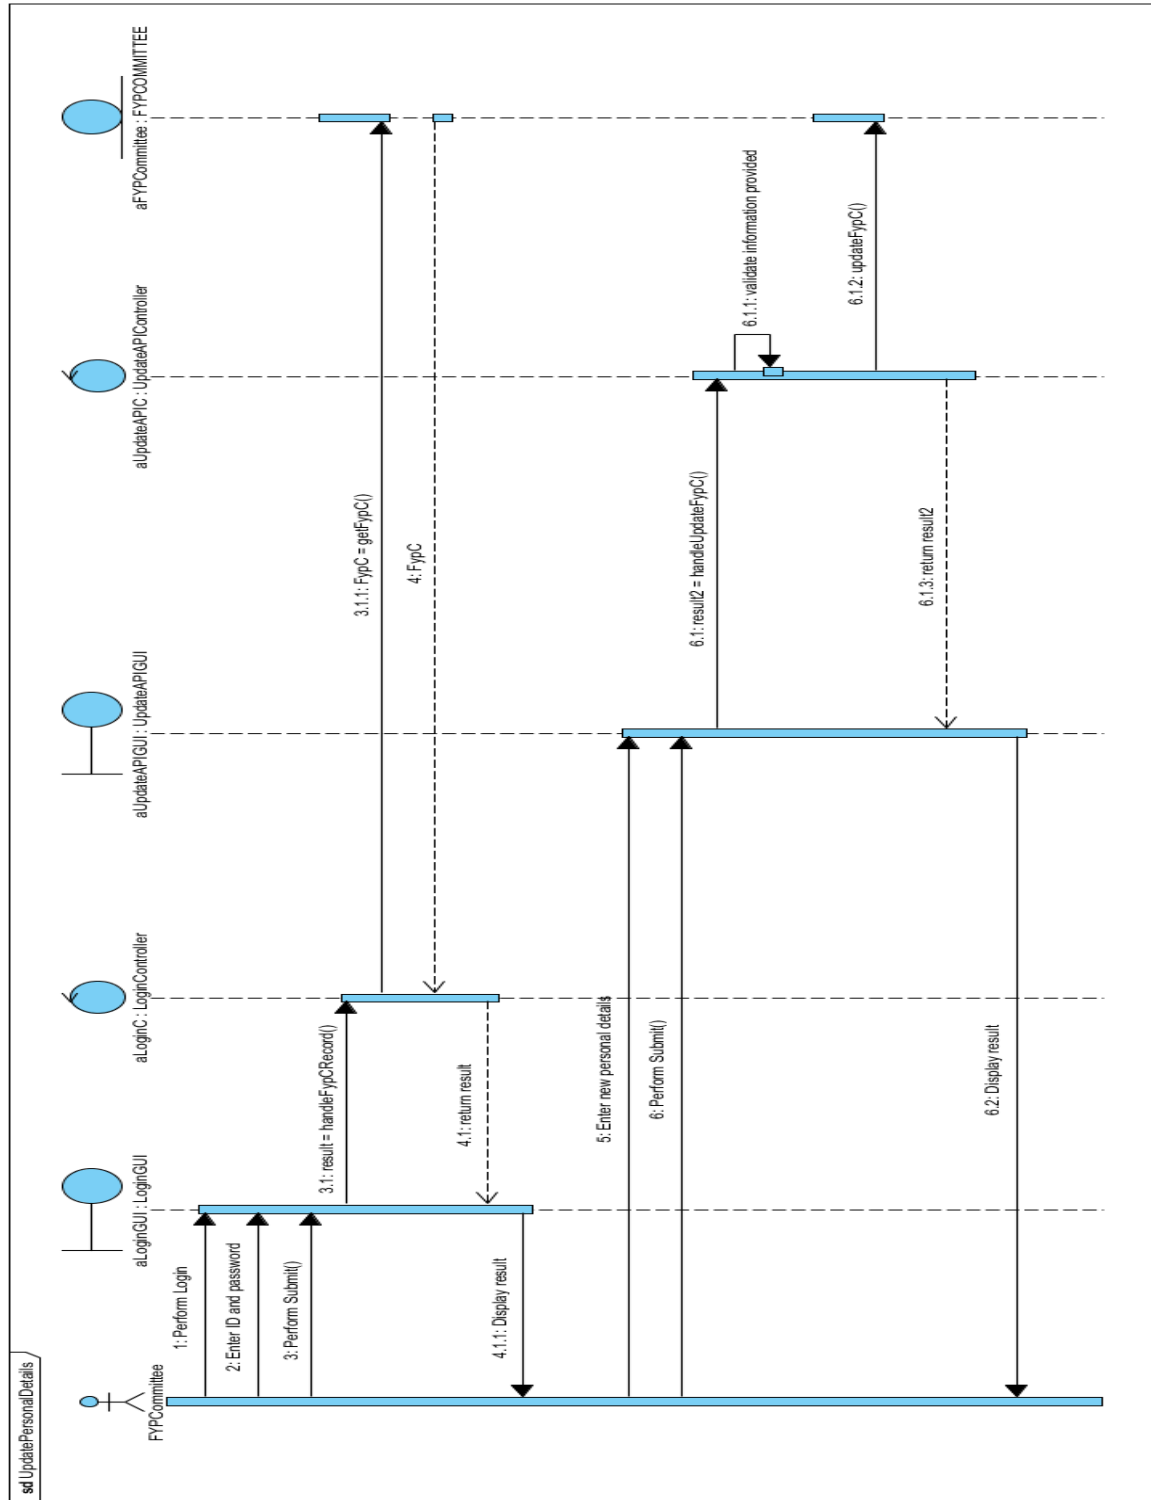 sd UpdatePersonalDetails
FYPCommittee
aLoginGUI : LoginGUI
aLoginC : LoginController
aUpdateAPIGUI : UpdateAPIGUI
aUpdateAPIC : UpdateAPIController
aFYPCommittee : FYPCOMMITTEE
1: Perform Login
2: Enter ID and password
3: Perform Submit()
3.1: result = handleFypCRecord()
3.1.1: FypC = getFypC()
4: FypC
4.1: return result
4.1.1: Display result
5: Enter new personal details
6: Perform Submit()
6.1: result2 = handleUpdateFypC()
6.1.1: validate information provided
6.1.2: updateFypC()
6.1.3: return result2
6.2: Display result